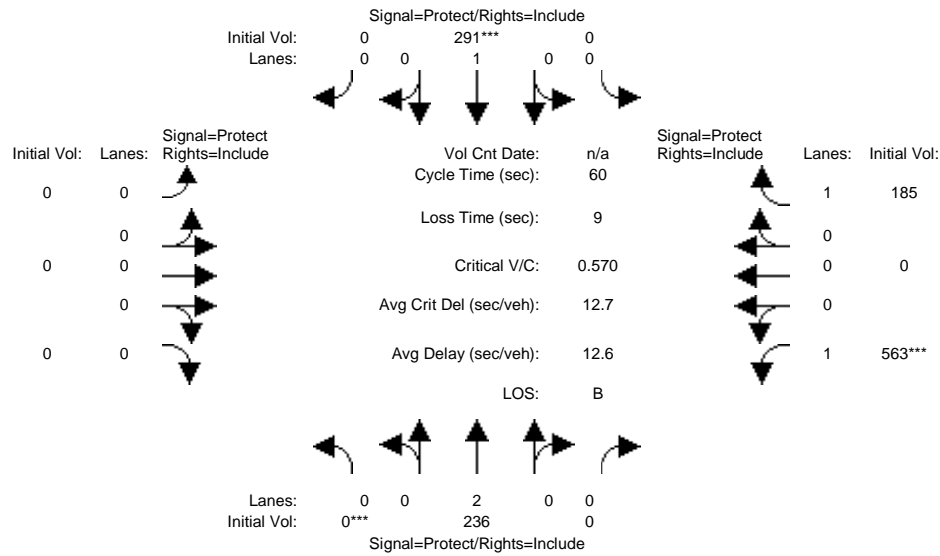 Signal=Protect/Rights=Include
Initial Vol: 0 291*** 0
Lanes: 0 0 1 0 0
Signal=Protect Signal=Protect
Initial Vol: Lanes: Rights=Include Vol Cnt Date: n/a Rights=Include Lanes: Initial Vol:
Cycle Time (sec): 60
0 0 1 185
Loss Time (sec): 9
0 0
0 0 Critical V/C: 0.570 0 0
0 Avg Crit Del (sec/veh): 12.7 0
0 0 Avg Delay (sec/veh): 12.6 1 563***
LOS: B
Lanes: 0 0 2 0 0
Initial Vol: 0*** 236 0
Signal=Protect/Rights=Include